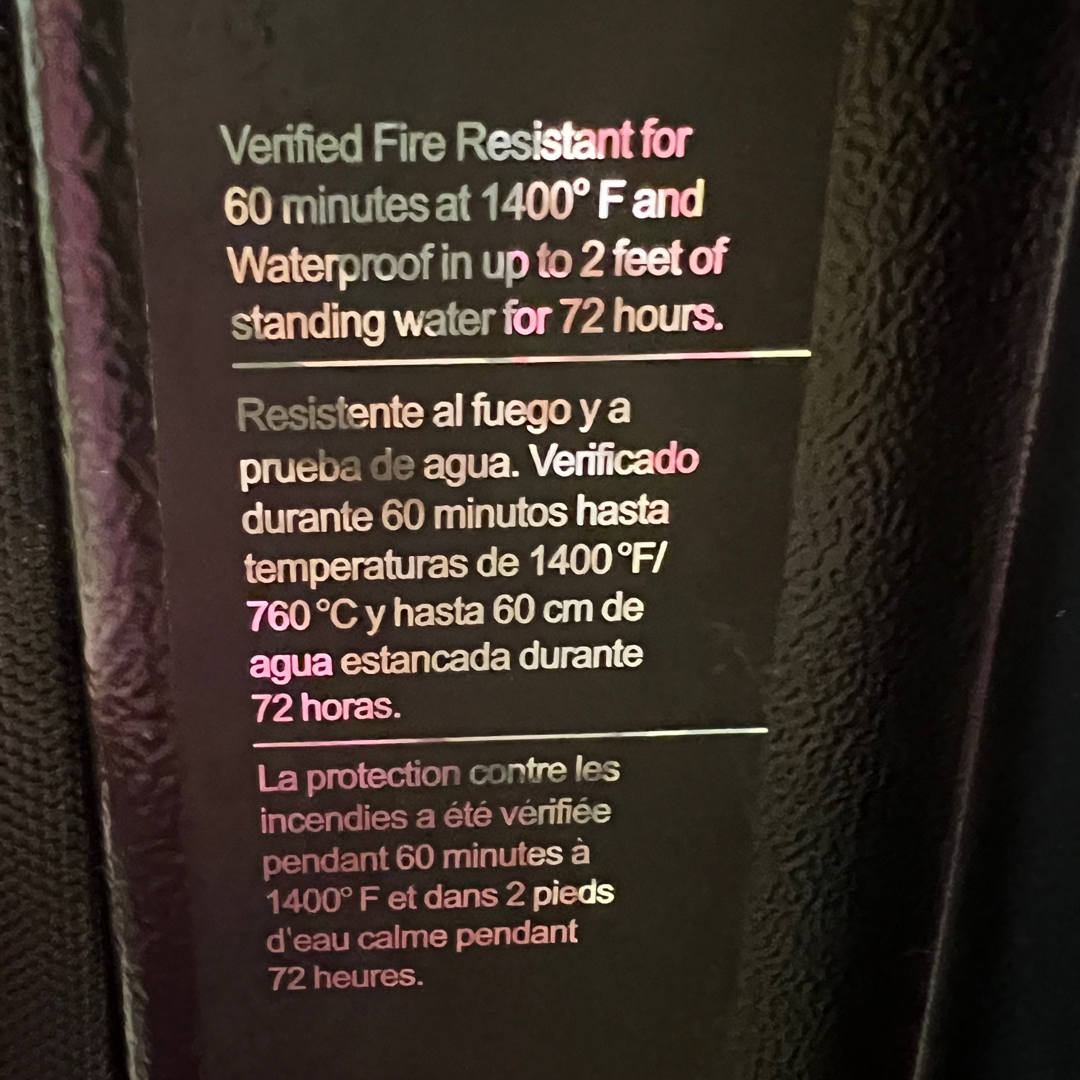 Verified Fire Resistant for
60 minutes at 1400° F and
Waterproof in up to 2 feet of
standing water for 72 hours.
Resistente al fuego y a
prueba de agua. Verificado
durante 60 minutos hasta
temperaturas de 1400 °F/
760 °C y hasta 60 cm de
agua estancada durante
72 horas.
La protection contre les
incendies a été vérifiée
pendant 60 minutes à
1400° F et dans 2 pieds
d'eau calme pendant
72 heures.